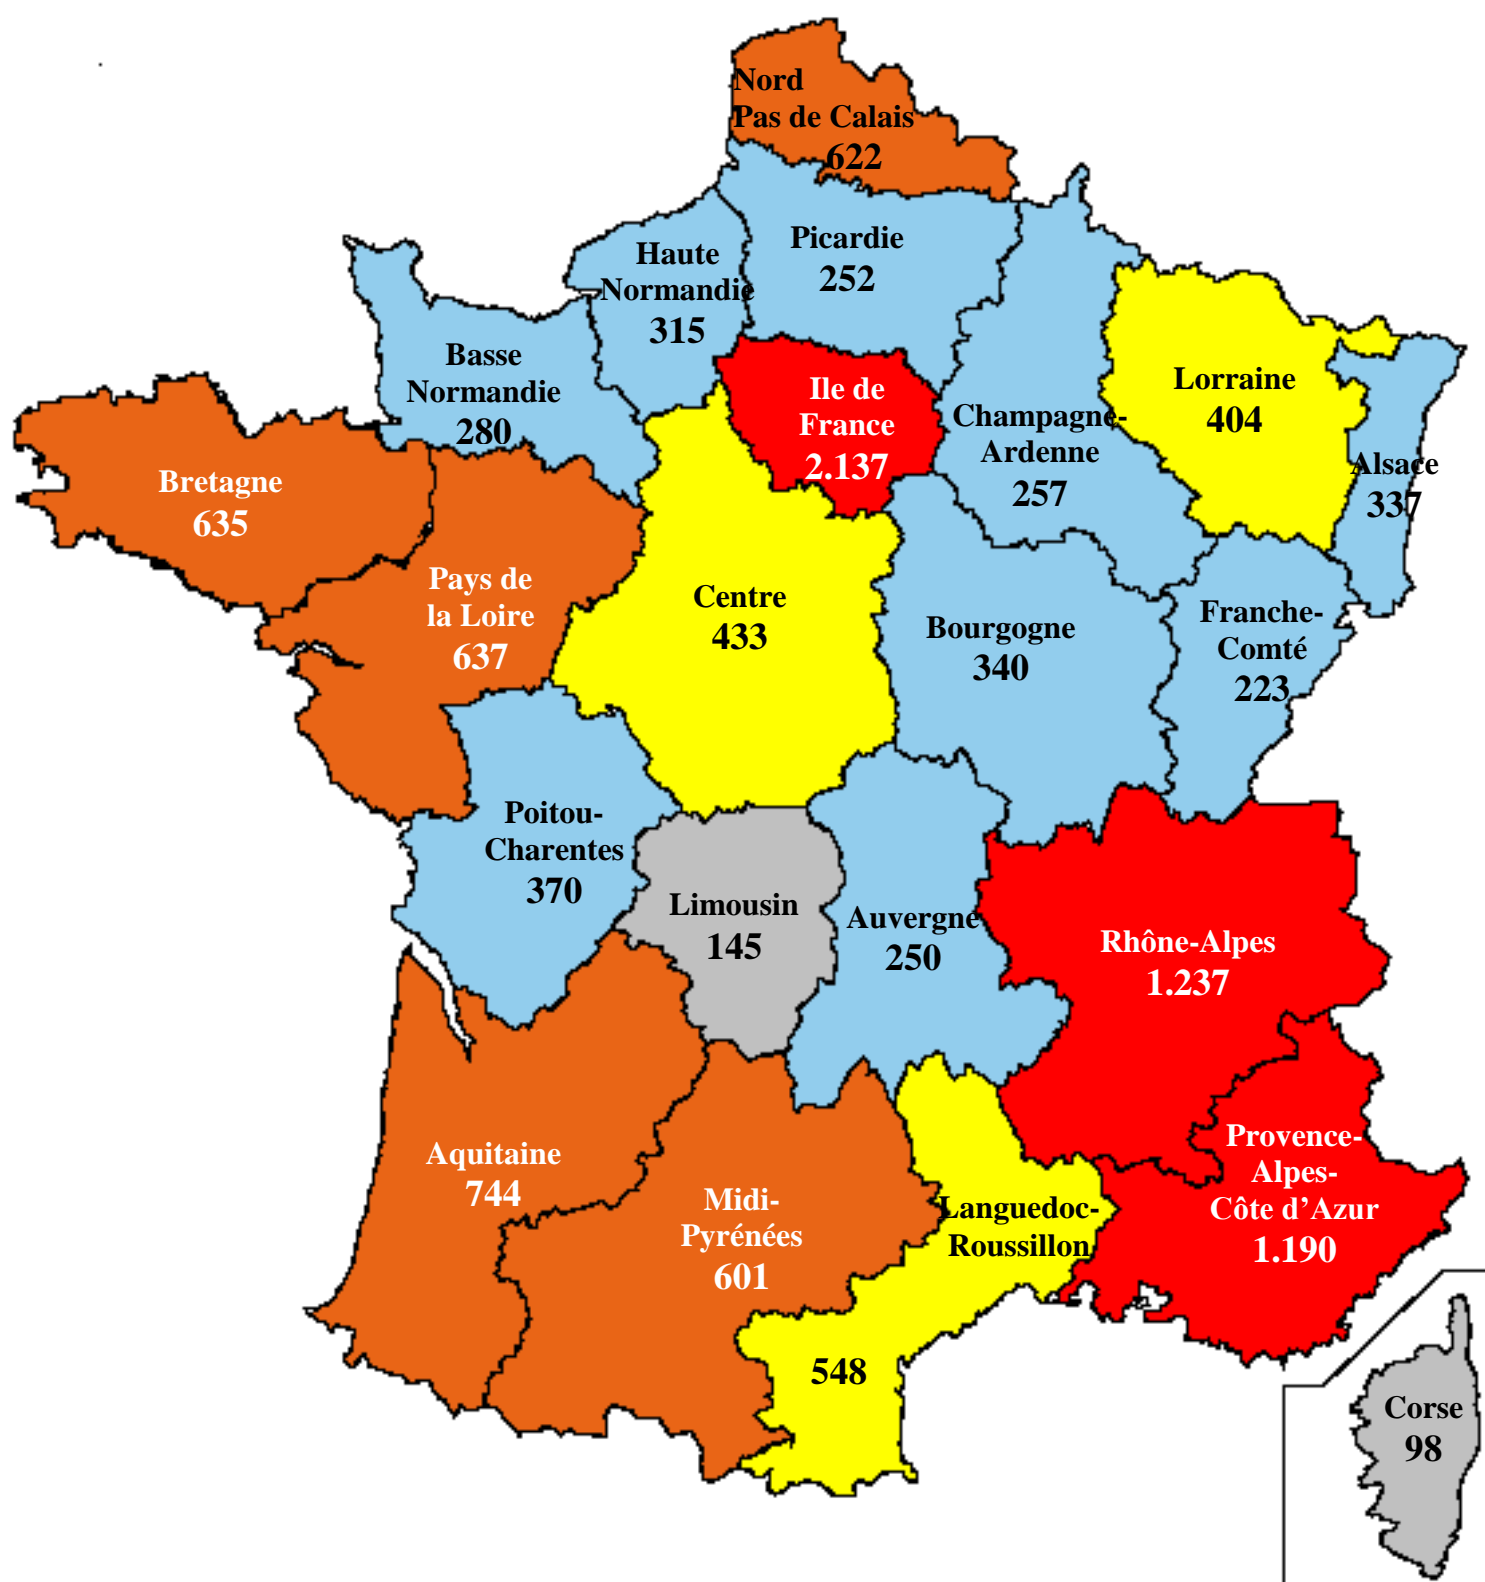 Nord
Pas de Calais
622
Picardie
252
Haute
Normandie
315
Basse
Normandie
280
Ile de
France
2.137
Champagne-
Ardenne
257
Lorraine
404
Alsace
337
Bretagne
635
Pays de
la Loire
637
Centre
433
Bourgogne
340
Franche-
Comté
223
Poitou-
Charentes
370
Limousin
145
Auvergne
250
Rhône-Alpes
1.237
Aquitaine
744
Midi-
Pyrénées
601
Languedoc-
Roussillon
548
Provence-
Alpes-
Côte d’Azur
1.190
Corse
98